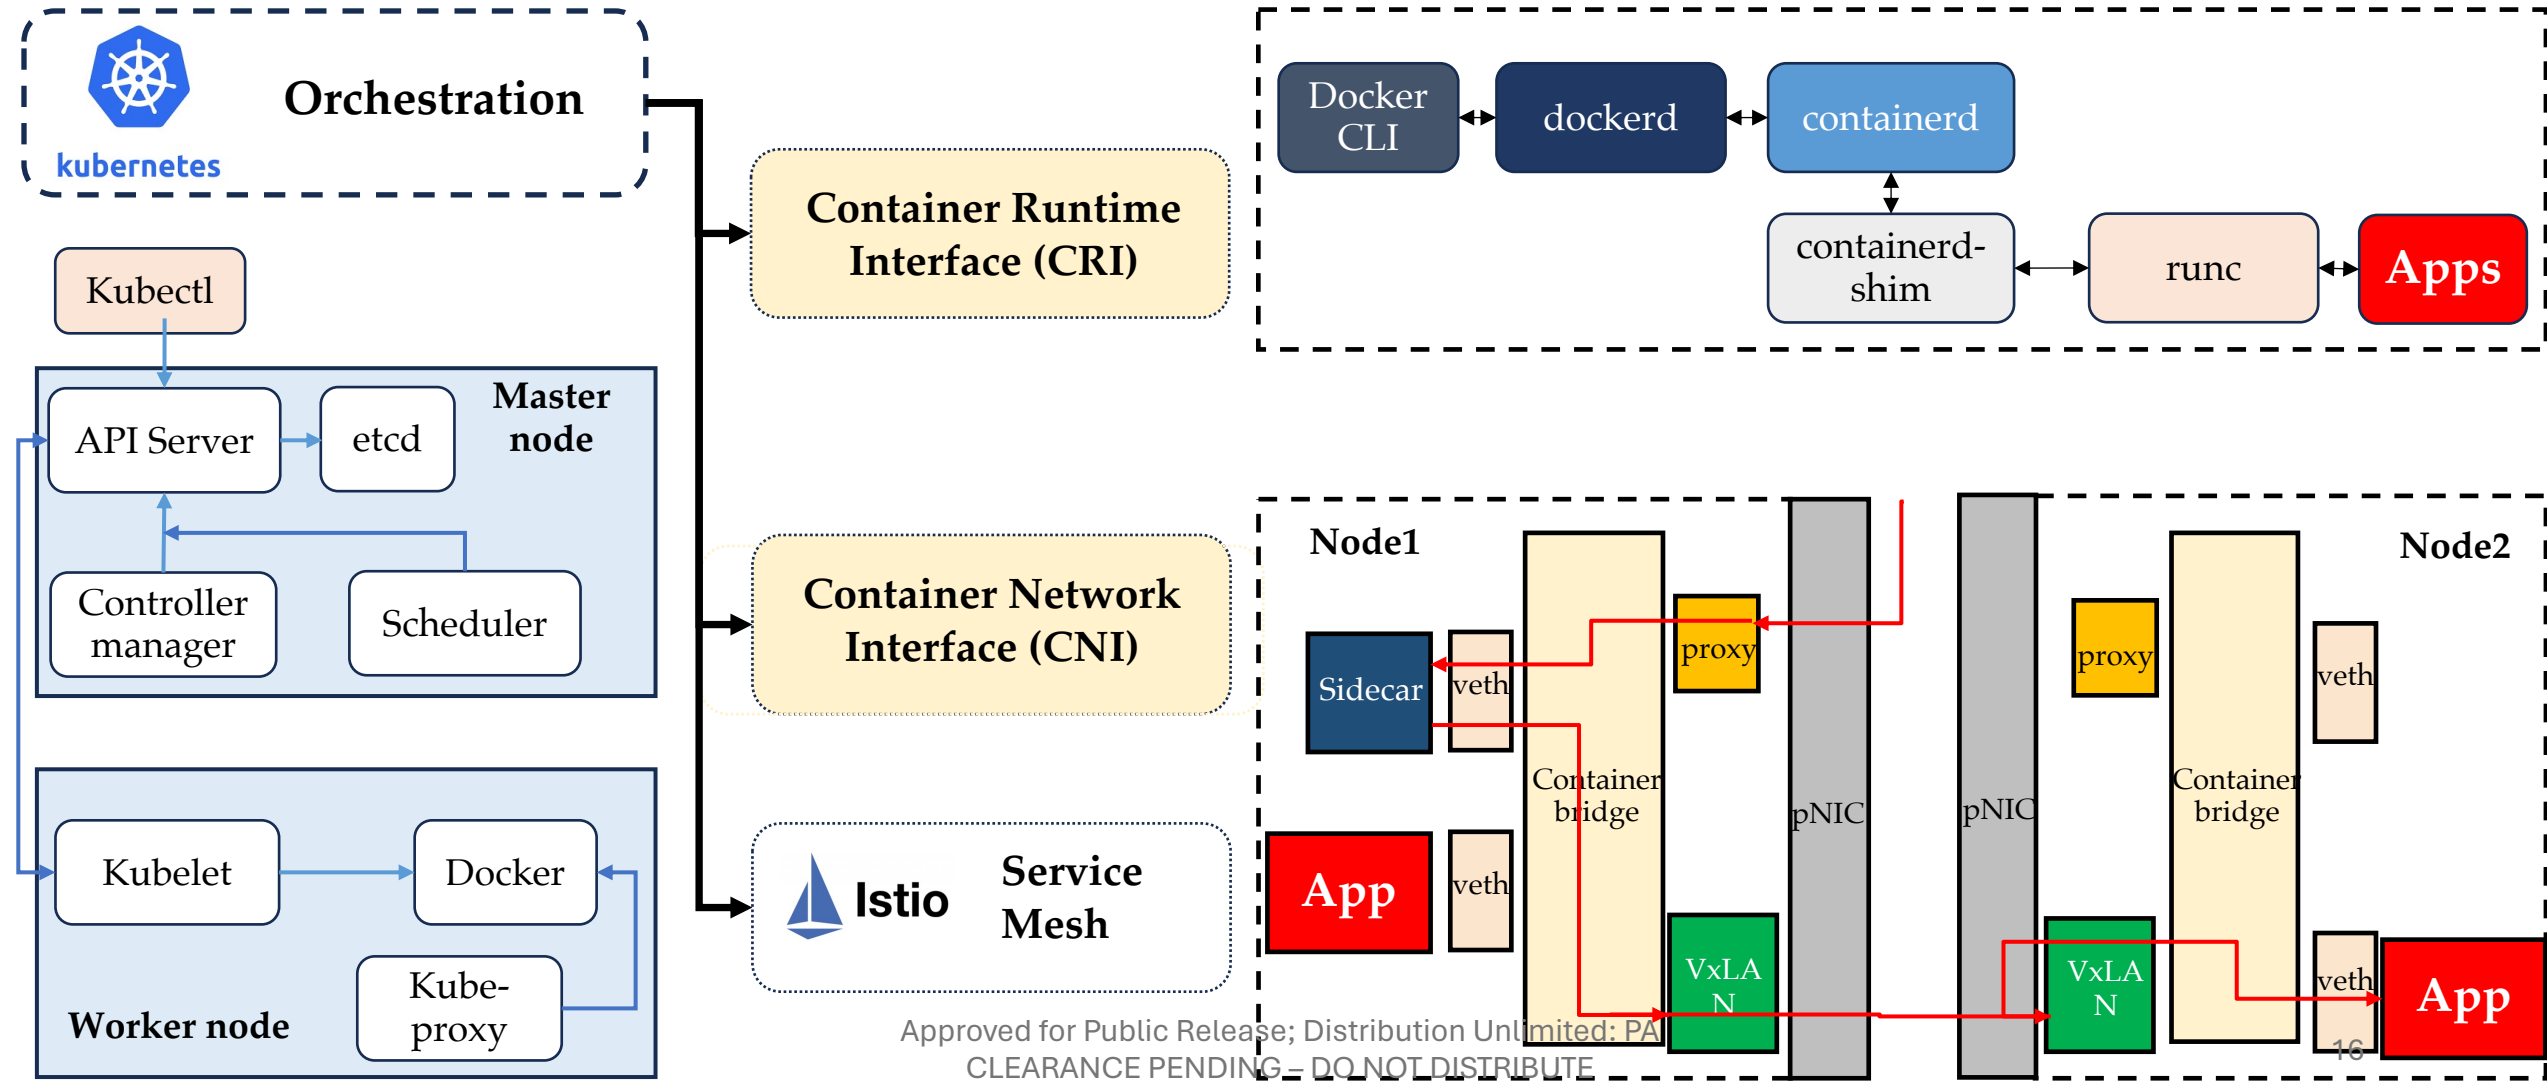 kubernetes
Orchestration
Kubectl
API Server
etcd
Master
node
Controller
manager
Scheduler
Kubelet
Docker
Kube-
proxy
Worker node
Container Runtime
Interface (CRI)
Container Network
Interface (CNI)
Istio
Service
Mesh
Docker
CLI
dockerd
containerd
containerd-
shim
runc
Apps
Node1
Sidecar
veth
proxy
Container
bridge
pNIC
App
veth
VxLA
N
Node2
pNIC
proxy
Container
bridge
veth
VxLA
N
veth
App
Approved for Public Release; Distribution Unlimited: PA
CLEARANCE PENDING – DO NOT DISTRIBUTE
16